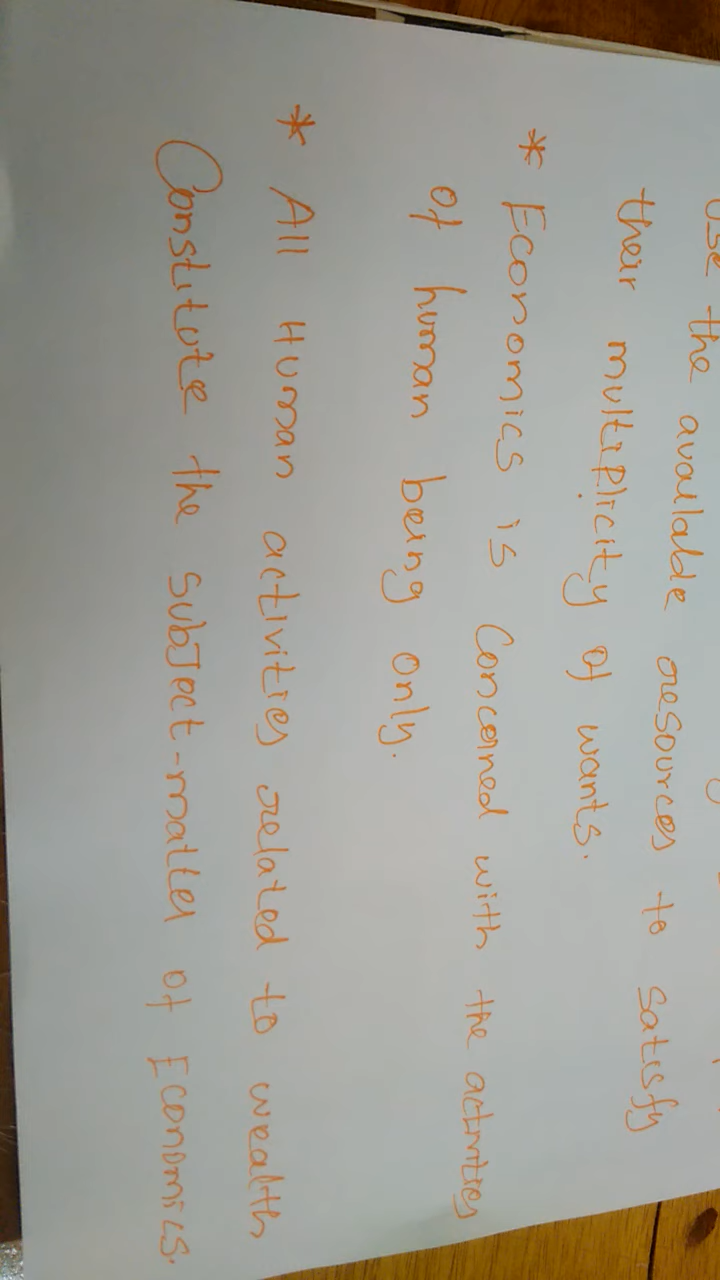 use the available resources to satisfy
their multiplicity of wants.
* Economics is Concerned with the activities
of human being only.
* All Human activities related to wealth
Constitute the subject-matter of Economics.